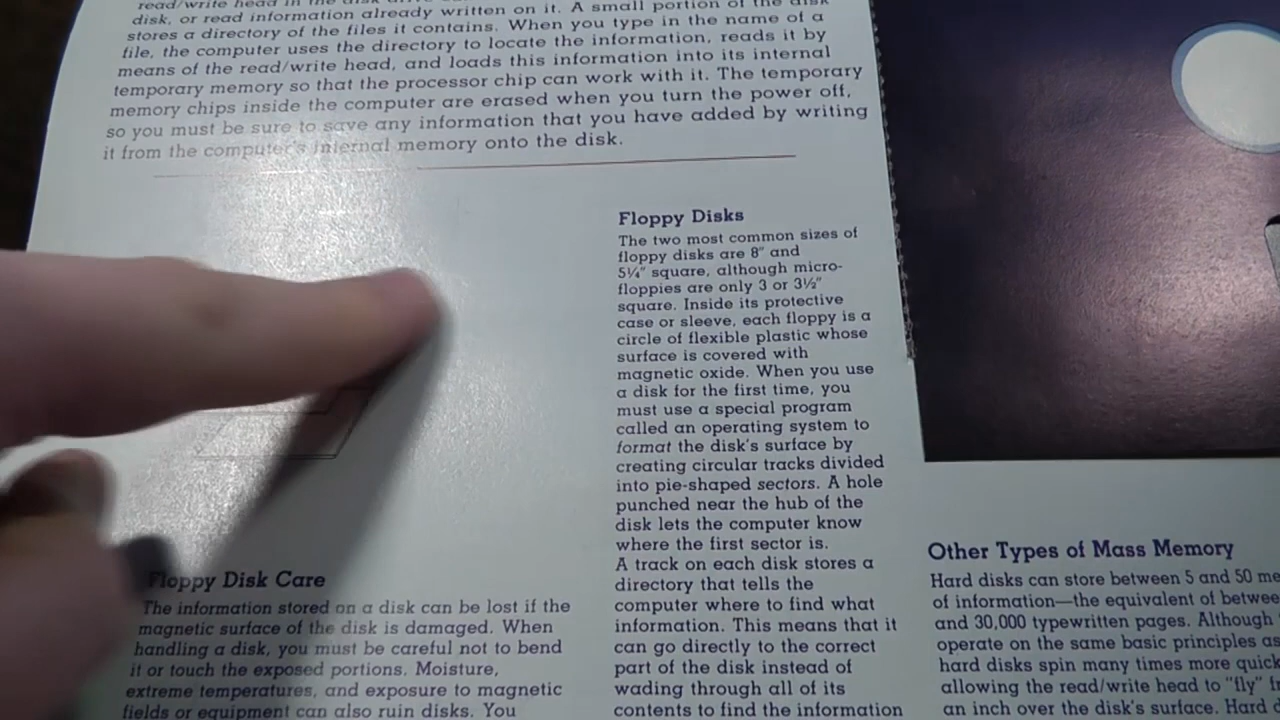 read/write head in the disk
disk, or read information already written on it. A small portion of the disk
stores a directory of the files it contains. When you type in the name of a
file, the computer uses the directory to locate the information, reads it by
means of the read/write head, and loads this information into its internal
temporary memory so that the processor chip can work with it. The temporary
memory chips inside the computer are erased when you turn the power off,
so you must be sure to save any information that you have added by writing
it from the computer's internal memory onto the disk.
Floppy Disk Care
The information stored on a disk can be lost if the
magnetic surface of the disk is damaged. When
handling a disk, you must be careful not to bend
it or touch the exposed portions. Moisture,
extreme temperatures, and exposure to magnetic
fields or equipment can also ruin disks. You
Floppy Disks
The two most common sizes of
floppy disks are 8" and
5¼" square, although micro-
floppies are only 3 or 3½"
square. Inside its protective
case or sleeve, each floppy is a
circle of flexible plastic whose
surface is covered with
magnetic oxide. When you use
a disk for the first time, you
must use a special program
called an operating system to
format the disk's surface by
creating circular tracks divided
into pie-shaped sectors. A hole
punched near the hub of the
disk lets the computer know
where the first sector is.
A track on each disk stores a
directory that tells the
computer where to find what
information. This means that it
can go directly to the correct
part of the disk instead of
wading through all of its
contents to find the information
Other Types of Mass Memory
Hard disks can store between 5 and 50 me
of information—the equivalent of betwee
and 30,000 typewritten pages. Although
operate on the same basic principles as
hard disks spin many times more quick
allowing the read/write head to "fly" fr
an inch over the disk's surface. Hard d